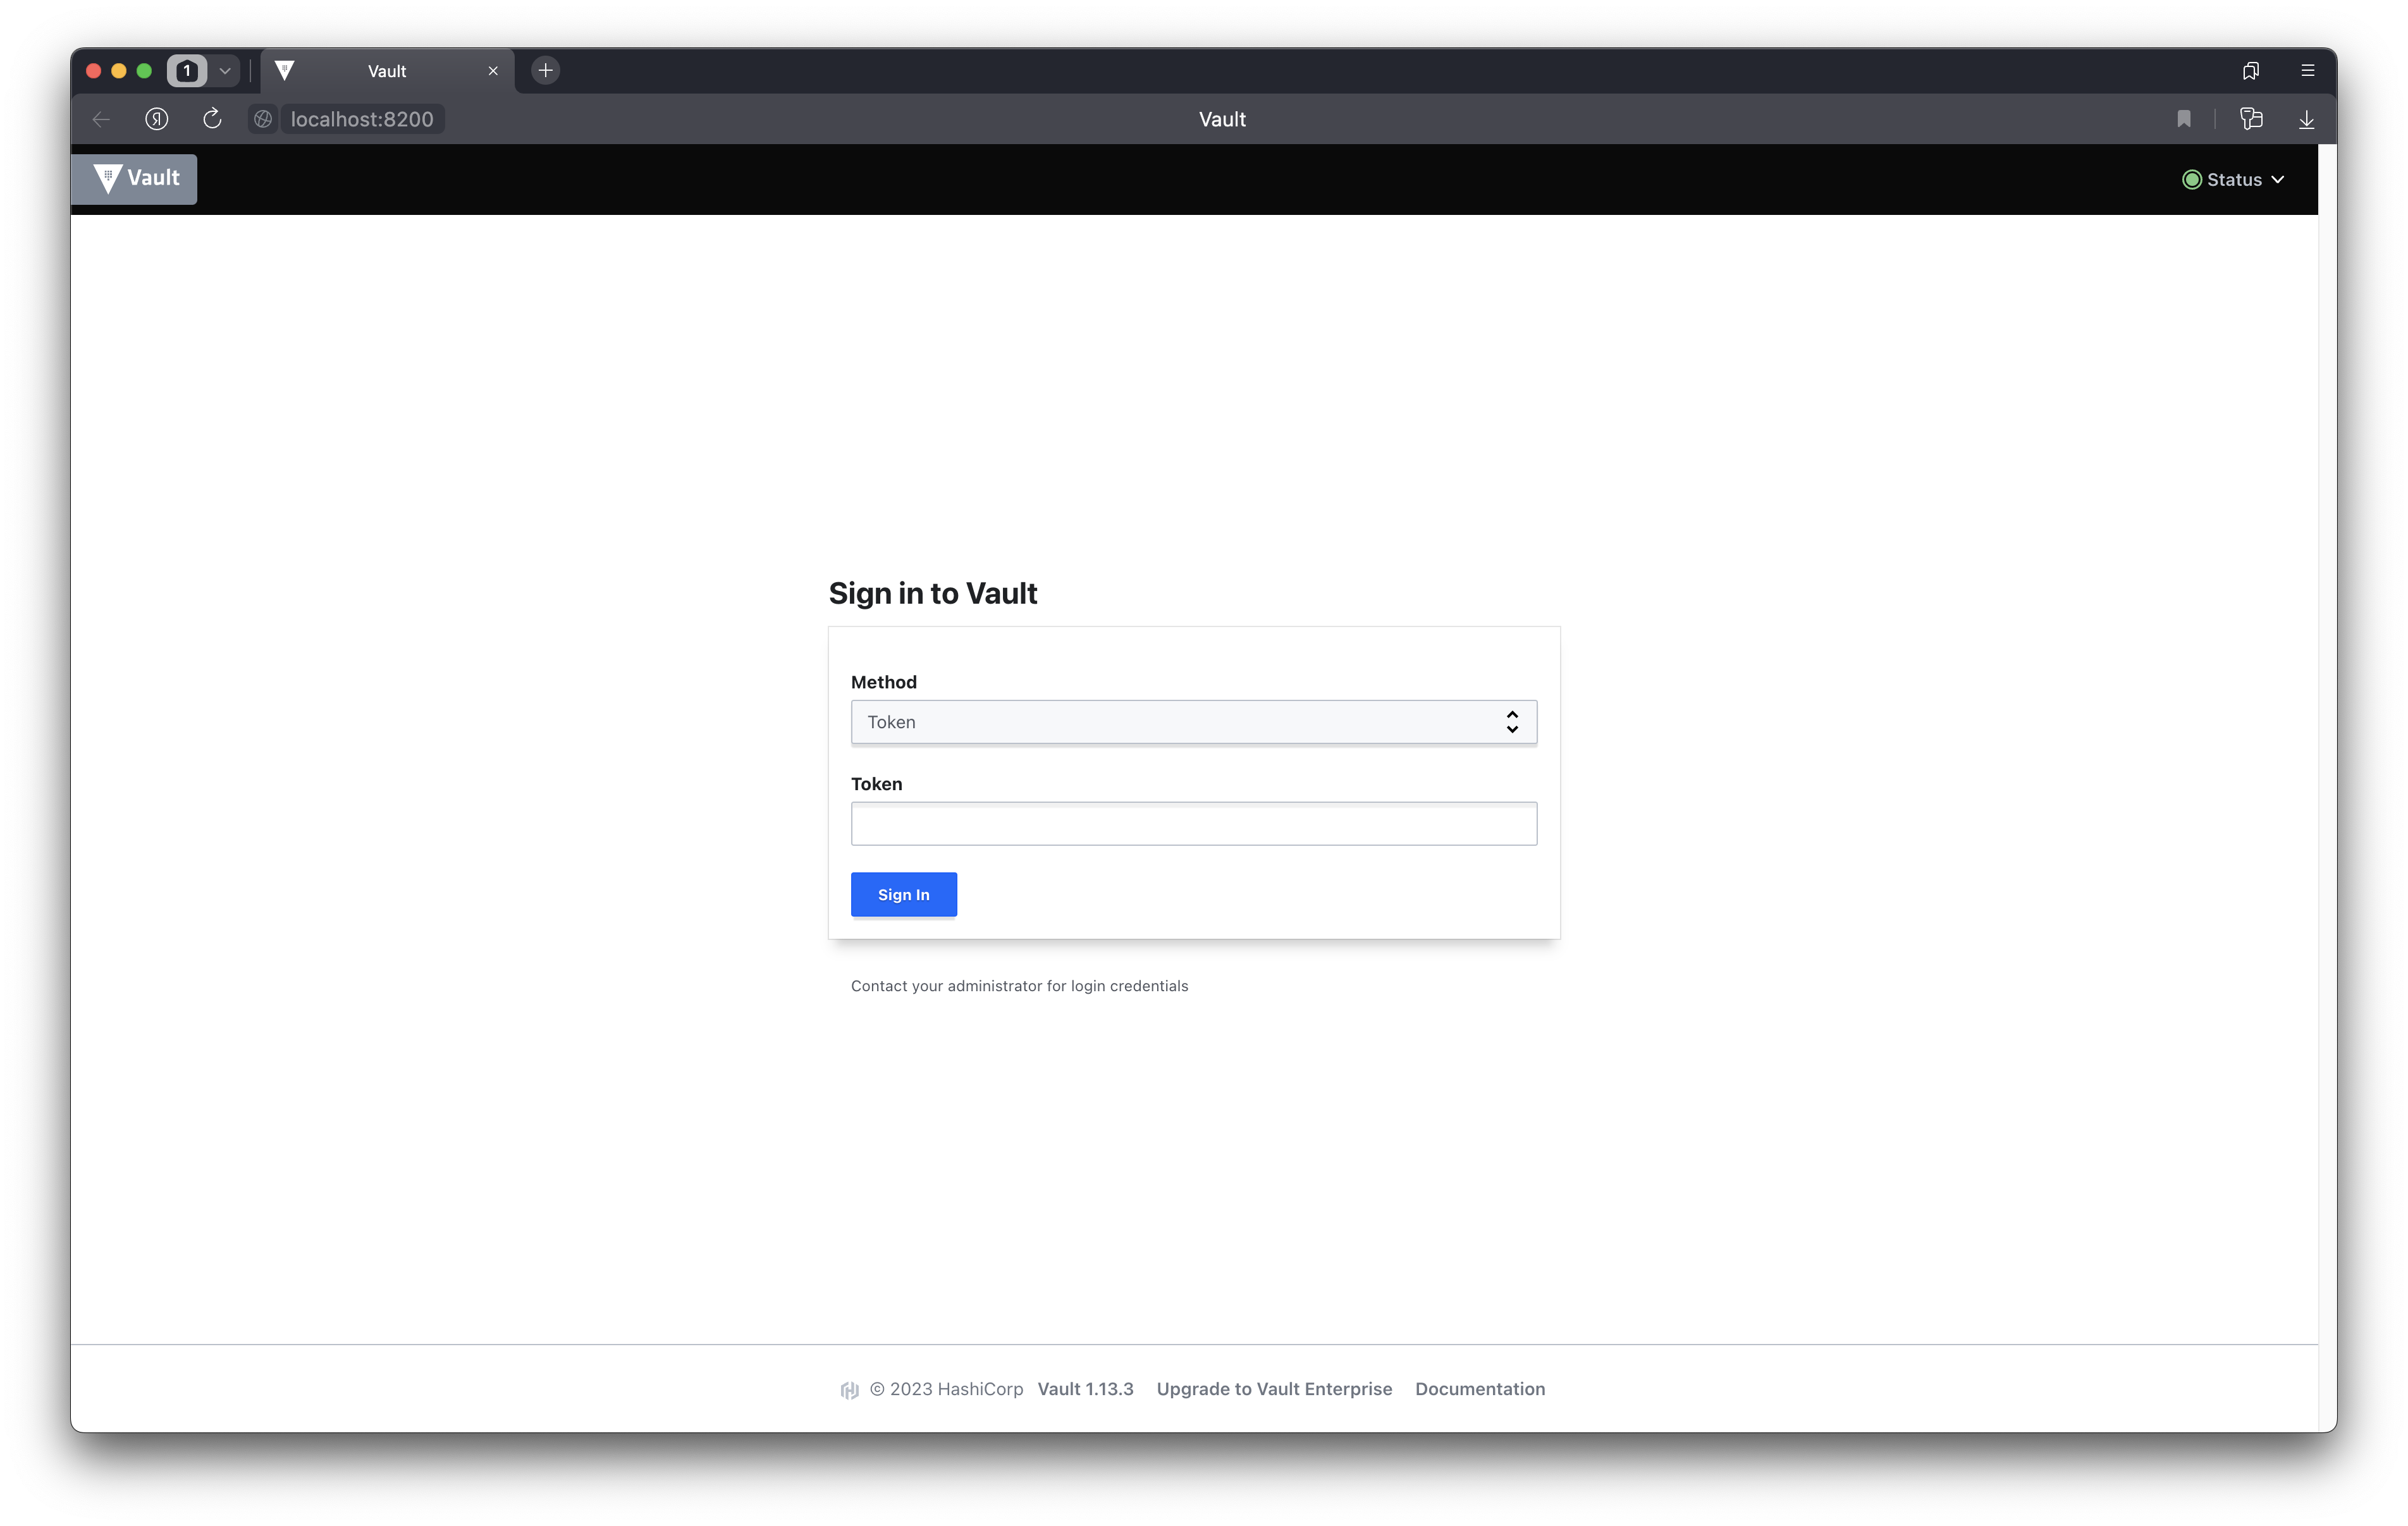 1
Vault
Я
localhost:8200
Vault
Vault
Status
Sign in to Vault
Method
Token
Token
Sign In
Contact your administrator for login credentials
© 2023 HashiCorp Vault 1.13.3 Upgrade to Vault Enterprise Documentation